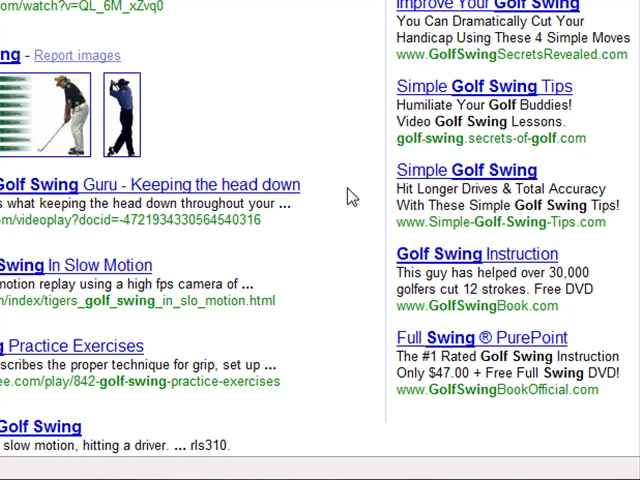 om/watch?v=QL_6M_xZvq0
ng - Report images
Golf Swing Guru - Keeping the head down
s what keeping the head down throughout your ...
om/videoplay?docid=-4721934330564540316
Swing In Slow Motion
motion replay using a high fps camera of ...
n/index/tigers_golf_swing_in_slo_motion.html
g Practice Exercises
scribes the proper technique for grip, set up ...
ee.com/play/842-golf-swing-practice-exercises
Golf Swing
slow motion, hitting a driver. ... rls310.
Improve Your Golf Swing
You Can Dramatically Cut Your
Handicap Using These 4 Simple Moves
www.GolfSwingSecretsRevealed.com
Simple Golf Swing Tips
Humiliate Your Golf Buddies!
Video Golf Swing Lessons.
golf-swing.secrets-of-golf.com
Simple Golf Swing
Hit Longer Drives & Total Accuracy
With These Simple Golf Swing Tips!
www.Simple-Golf-Swing-Tips.com
Golf Swing Instruction
This guy has helped over 30,000
golfers cut 12 strokes. Free DVD
www.GolfSwingBook.com
Full Swing ® PurePoint
The #1 Rated Golf Swing Instruction
Only $47.00 + Free Full Swing DVD!
www.GolfSwingBookOfficial.com